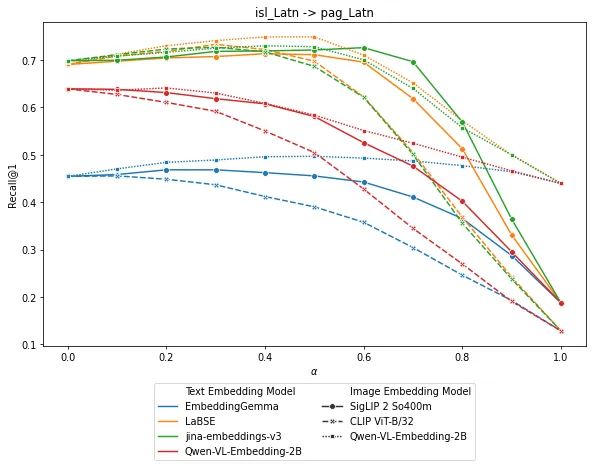 isl_Latn -> pag_Latn
Recall@1
0.7
0.6
0.5
0.4
0.3
0.2
0.1
0.0
0.2
0.4
0.6
0.8
1.0
α
Text Embedding Model
EmbeddingGemma
LaBSE
jina-embeddings-v3
Qwen-VL-Embedding-2B
Image Embedding Model
SigLIP 2 So400m
CLIP ViT-B/32
Qwen-VL-Embedding-2B